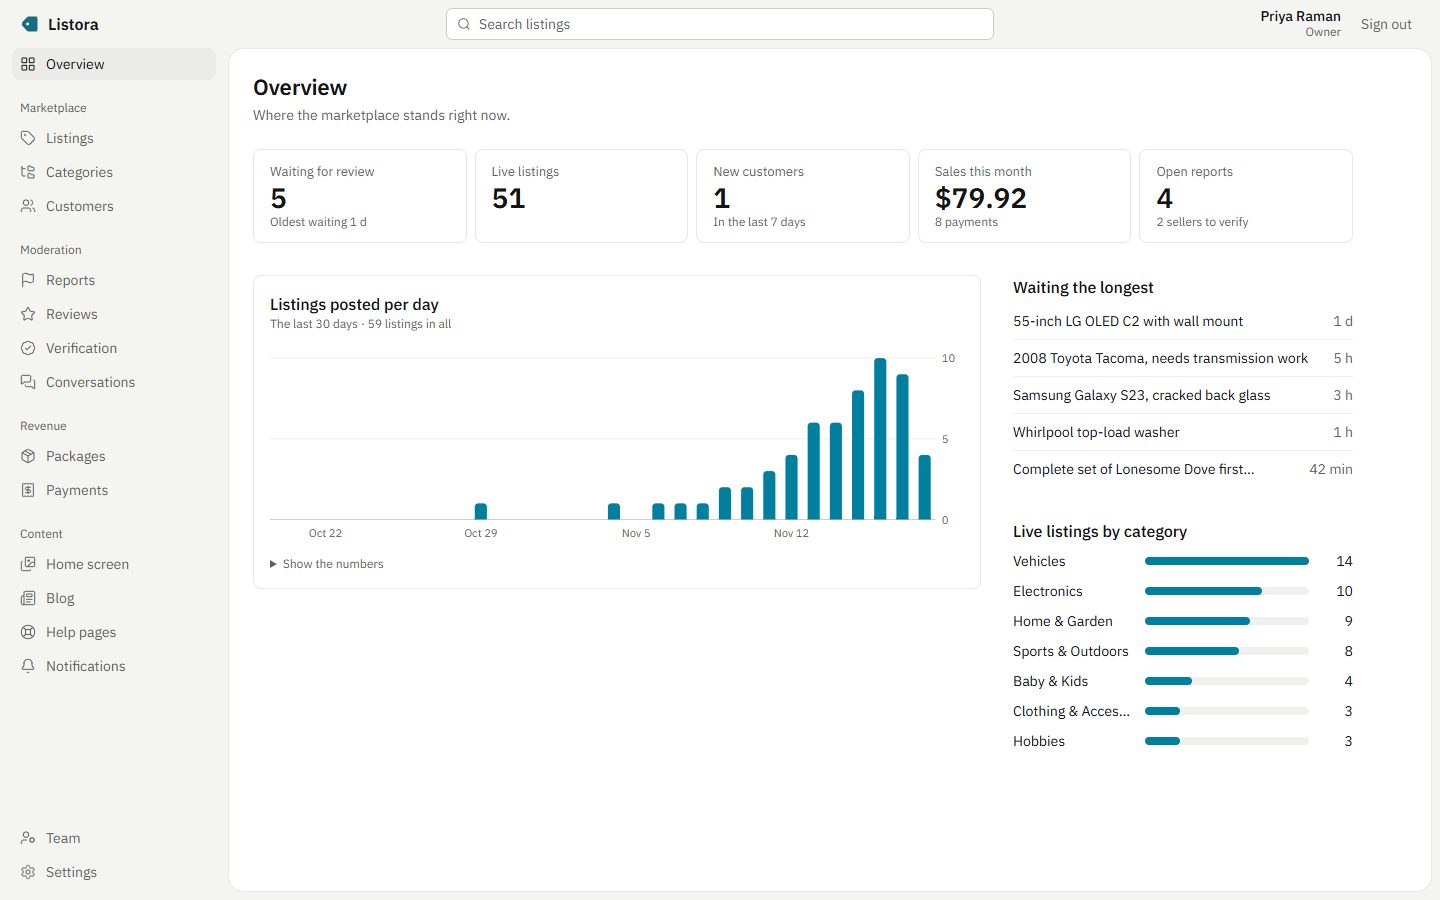 Listora
Search listings
Priya Raman
Owner
Sign out
Overview
Marketplace
Listings
Categories
Customers
Moderation
Reports
Reviews
Verification
Conversations
Revenue
Packages
Payments
Content
Home screen
Blog
Help pages
Notifications
Team
Settings
Overview
Where the marketplace stands right now.
Waiting for review
5
Oldest waiting 1 d
Live listings
51
New customers
1
In the last 7 days
Sales this month
$79.92
8 payments
Open reports
4
2 sellers to verify
Listings posted per day
The last 30 days · 59 listings in all
10
5
0
Oct 22 Oct 29 Nov 5 Nov 12
Show the numbers
Waiting the longest
55-inch LG OLED C2 with wall mount 1 d
2008 Toyota Tacoma, needs transmission work 5 h
Samsung Galaxy S23, cracked back glass 3 h
Whirlpool top-load washer 1 h
Complete set of Lonesome Dove first... 42 min
Live listings by category
Vehicles 14
Electronics 10
Home & Garden 9
Sports & Outdoors 8
Baby & Kids 4
Clothing & Acces... 3
Hobbies 3